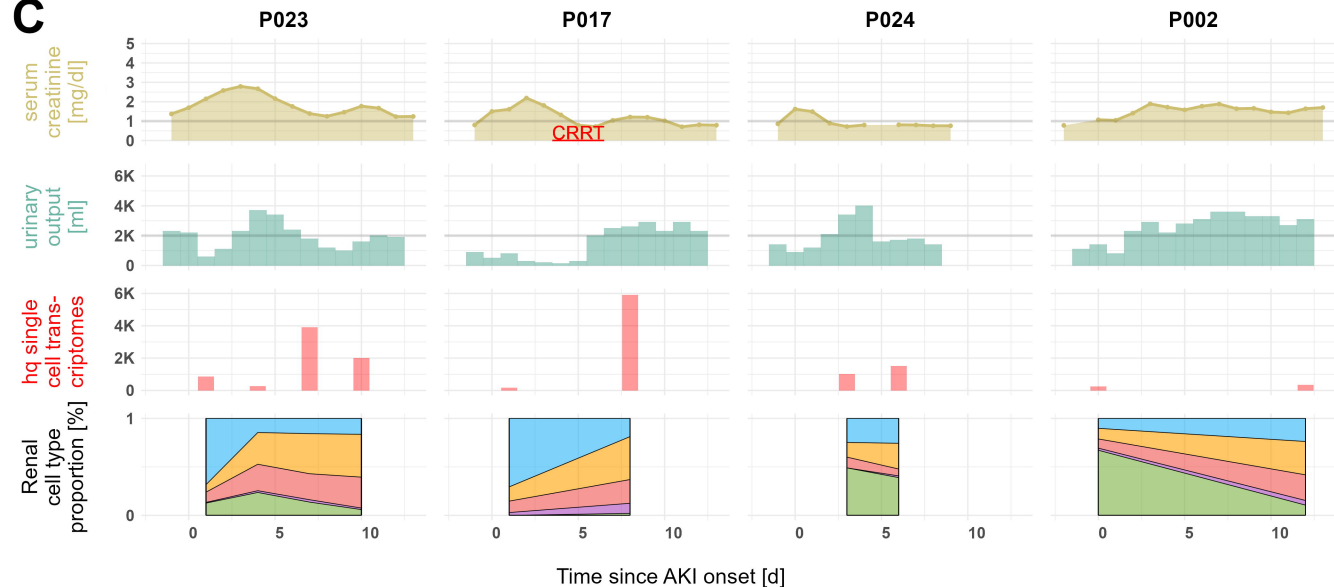 C
P023 P017 P024 P002
serum
creatinine
[mg/dl]
5
4
3
2
1
0
CRRT
urinary
output
[ml]
6K
4K
2K
0
hq single
cell trans-
criptomes
6K
4K
2K
0
Renal
cell type
proportion [%]
1
0
0 5 10 0 5 10 0 5 10 0 5 10
Time since AKI onset [d]